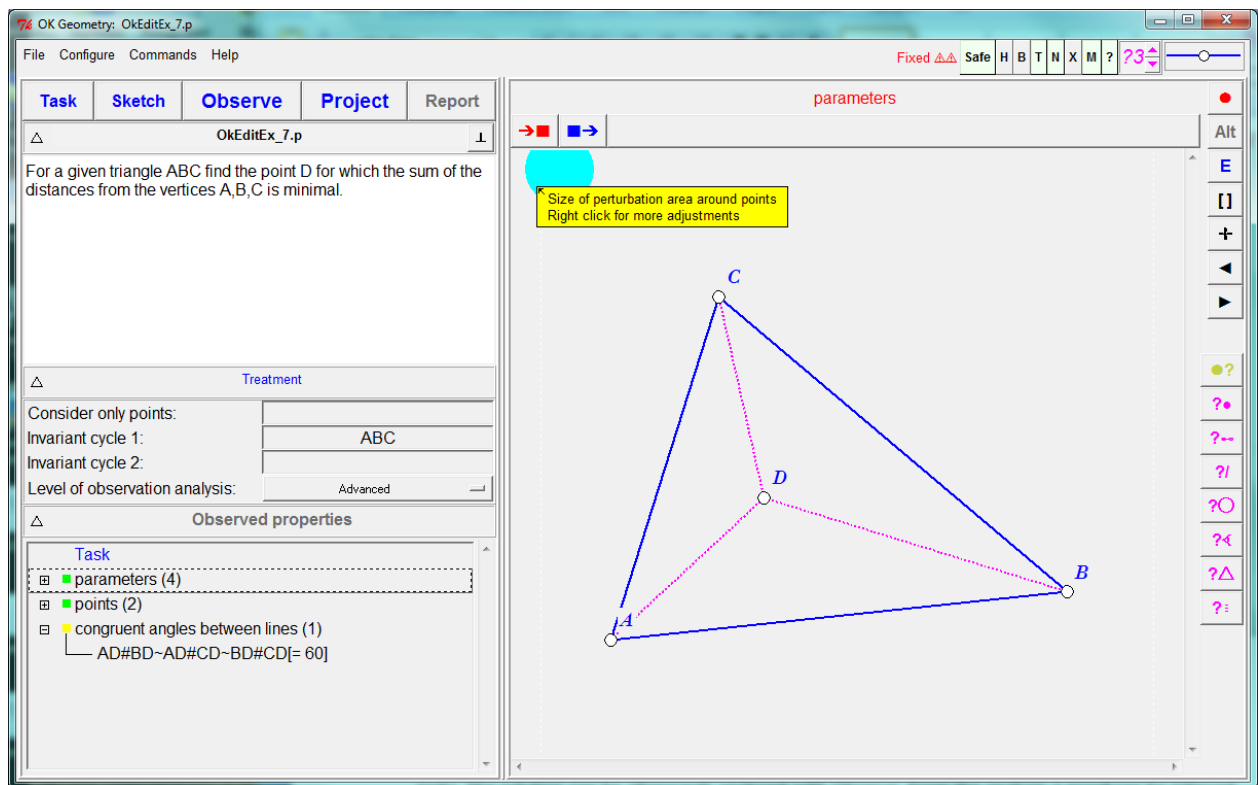 OK Geometry: OkEditEx_7.p
File Configure Commands Help
Fixed ⚠⚠ Safe H B T N X M ? ?3
Task Sketch Observe Project Report
parameters
Alt
OkEditEx_7.p
E
For a given triangle ABC find the point D for which the sum of the
distances from the vertices A,B,C is minimal.
[ ]
Size of perturbation area around points
Right click for more adjustments
C
Treatment
Consider only points:
Invariant cycle 1: ABC
Invariant cycle 2:
Level of observation analysis: Advanced
D
Observed properties
Task
parameters (4)
B
points (2)
congruent angles between lines (1)
A
AD#BD~AD#CD~BD#CD[= 60]
?
?
?
?/
?
?
?
?